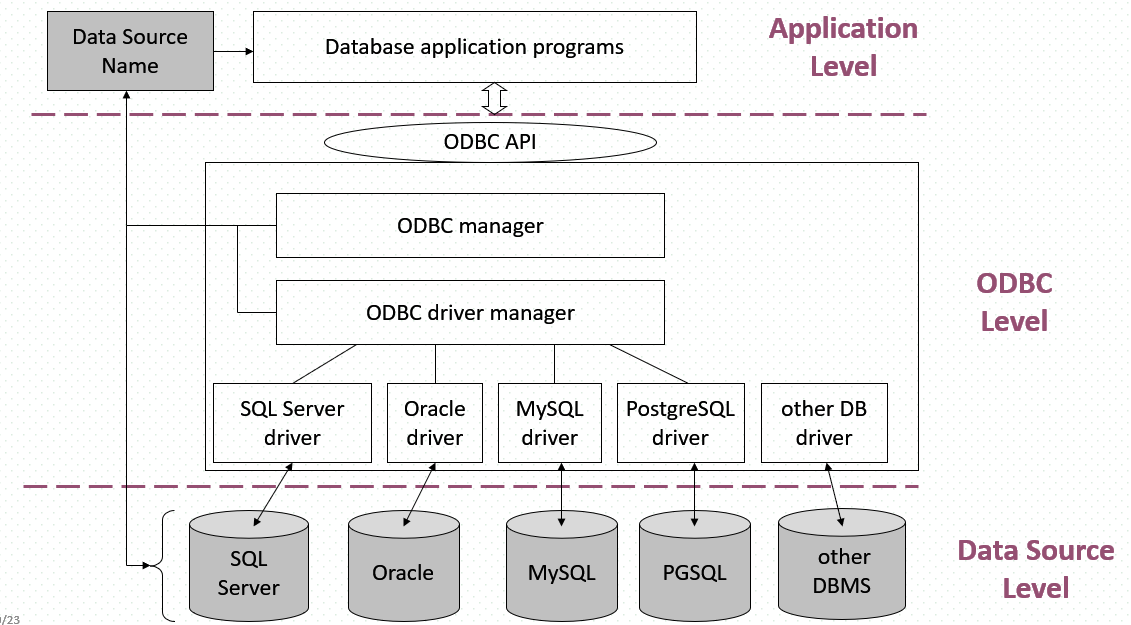 Data Source
Name
Database application programs
Application
Level
ODBC API
ODBC manager
ODBC driver manager
ODBC
Level
SQL Server
driver
Oracle
driver
MySQL
driver
PostgreSQL
driver
other DB
driver
SQL
Server
Oracle
MySQL
PGSQL
other
DBMS
Data Source
Level
/23